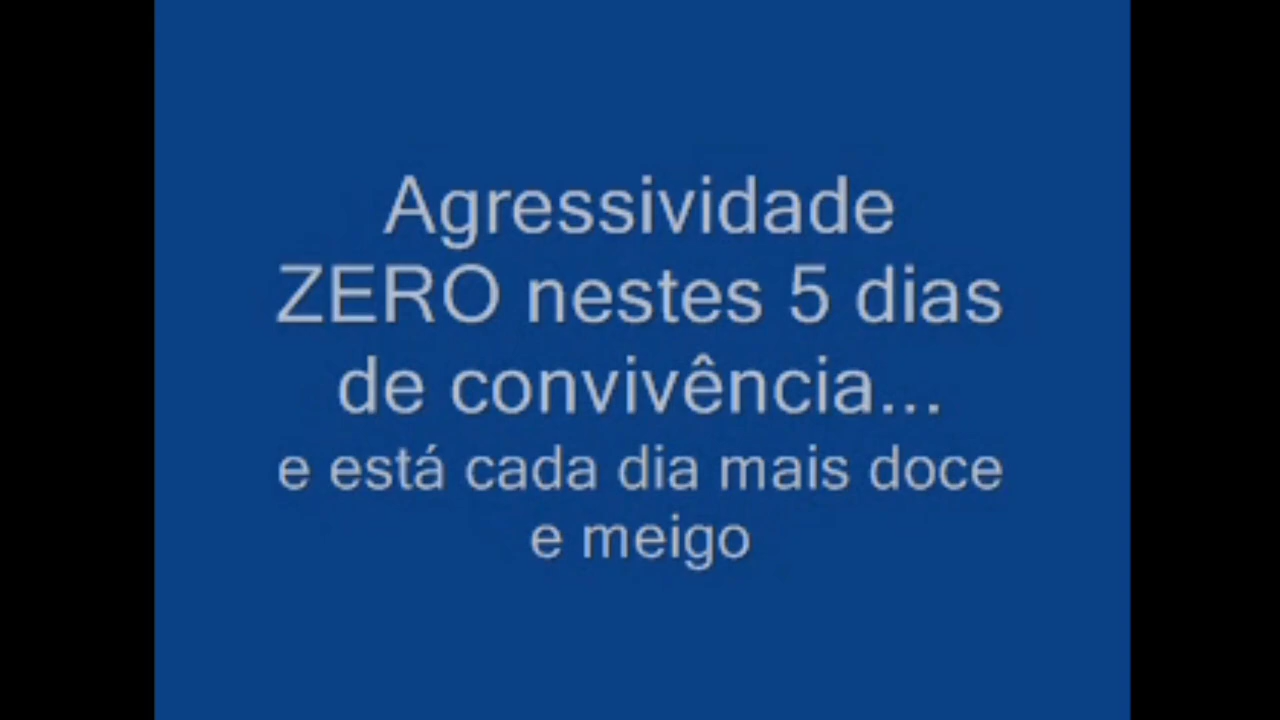 Agressividade
ZERO nestes 5 dias
de convivência...
e está cada dia mais doce
e meigo